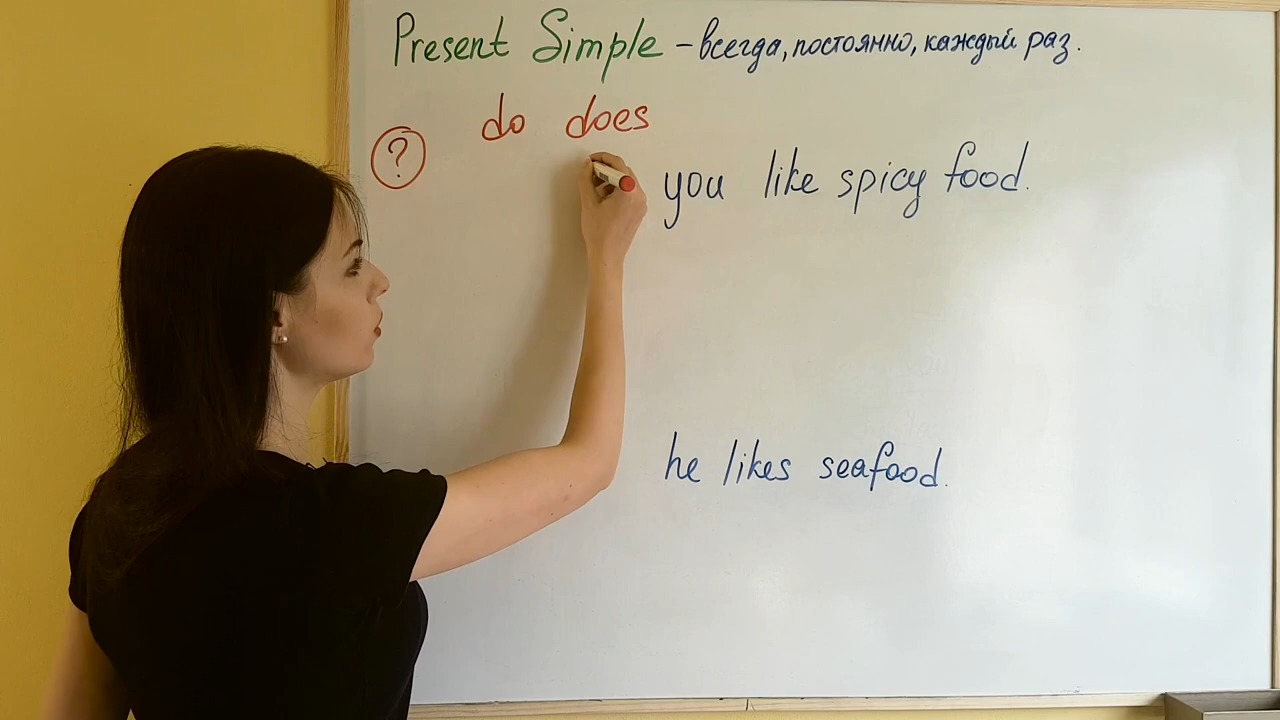 Present Simple – всегда, постоянно, каждый раз.
do does
?
you like spicy food.
he likes seafood.